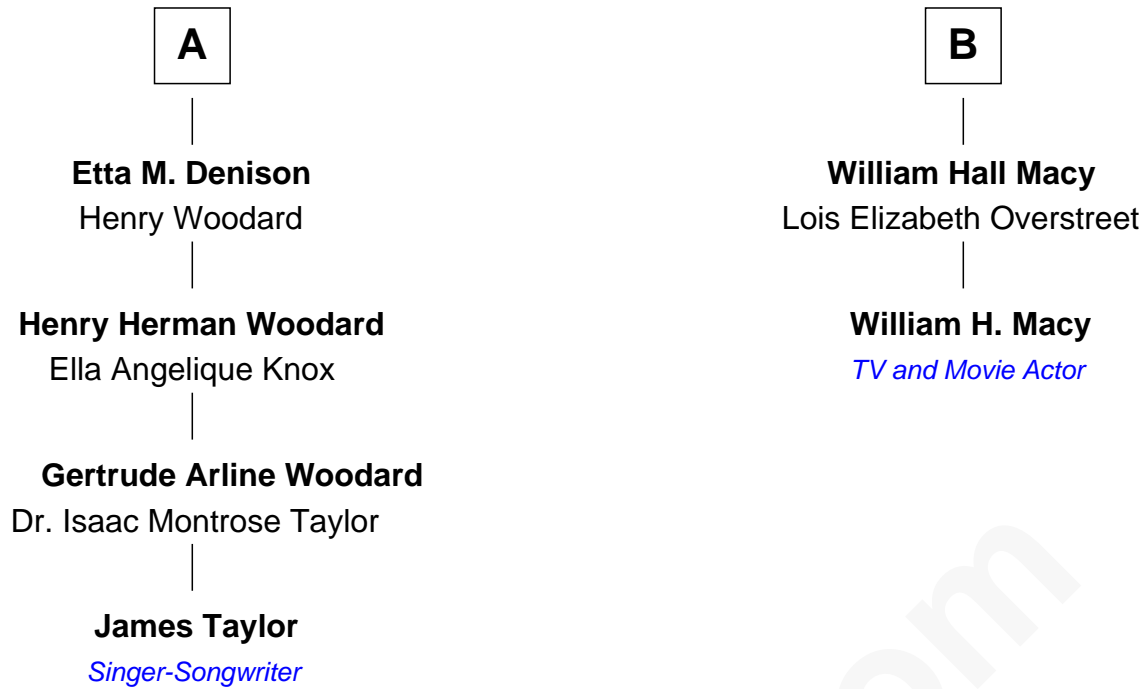 A
Etta M. Denison
Henry Woodard
Henry Herman Woodard
Ella Angelique Knox
Gertrude Arline Woodard
Dr. Isaac Montrose Taylor
James Taylor
Singer-Songwriter
B
William Hall Macy
Lois Elizabeth Overstreet
William H. Macy
TV and Movie Actor
om